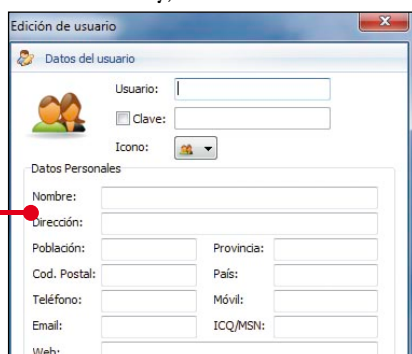 Edición de usuario
Datos del usuario
Usuario:
Clave:
Icono:
Datos Personales
Nombre:
Dirección:
Población: Provincia:
Cod. Postal: País:
Teléfono: Móvil:
Email: ICQ/MSN:
Web: